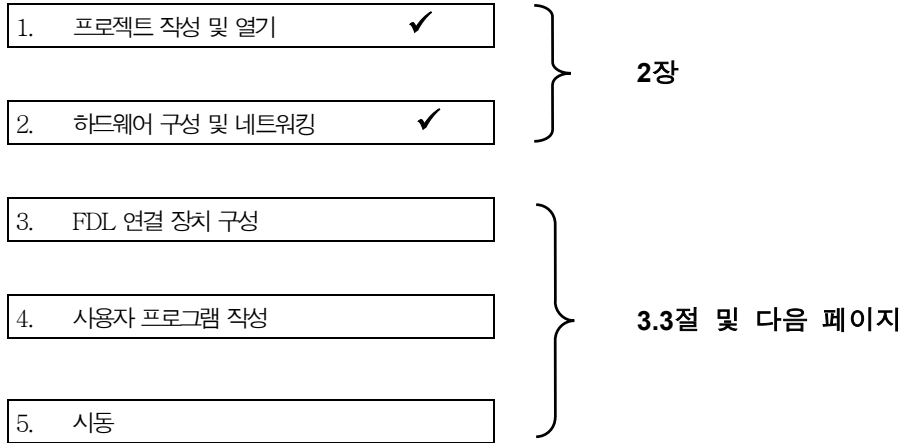 1. 프로젝트 작성 및 열기 ✓
2장
2. 하드웨어 구성 및 네트워킹 ✓
3. FDL 연결 장치 구성
4. 사용자 프로그램 작성
3.3절 및 다음 페이지
5. 시동